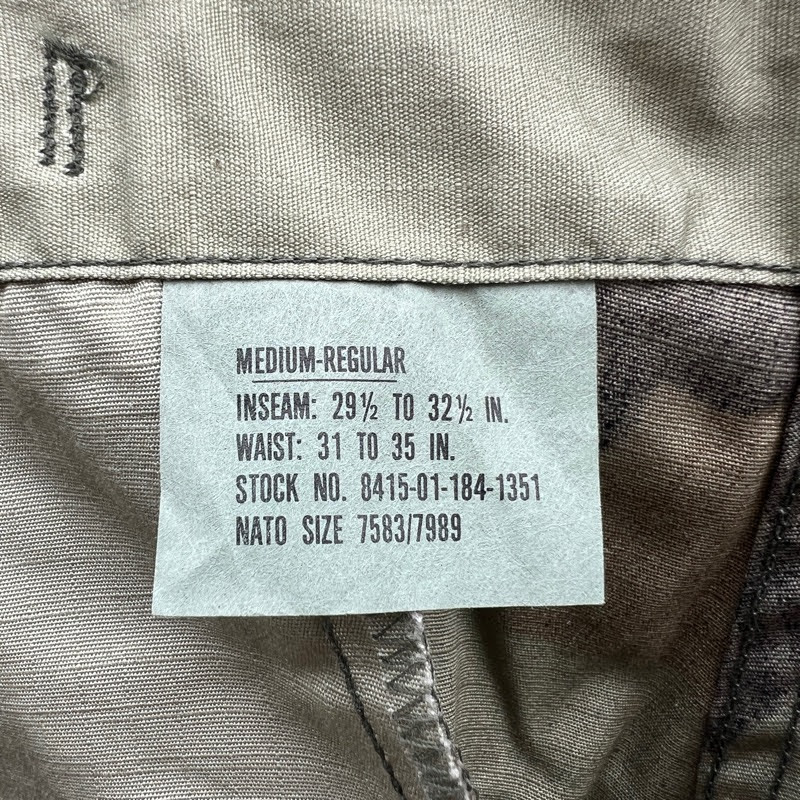 MEDIUM-REGULAR
INSEAM: 29½ TO 32½ IN.
WAIST: 31 TO 35 IN.
STOCK NO. 8415-01-184-1351
NATO SIZE 7583/7989